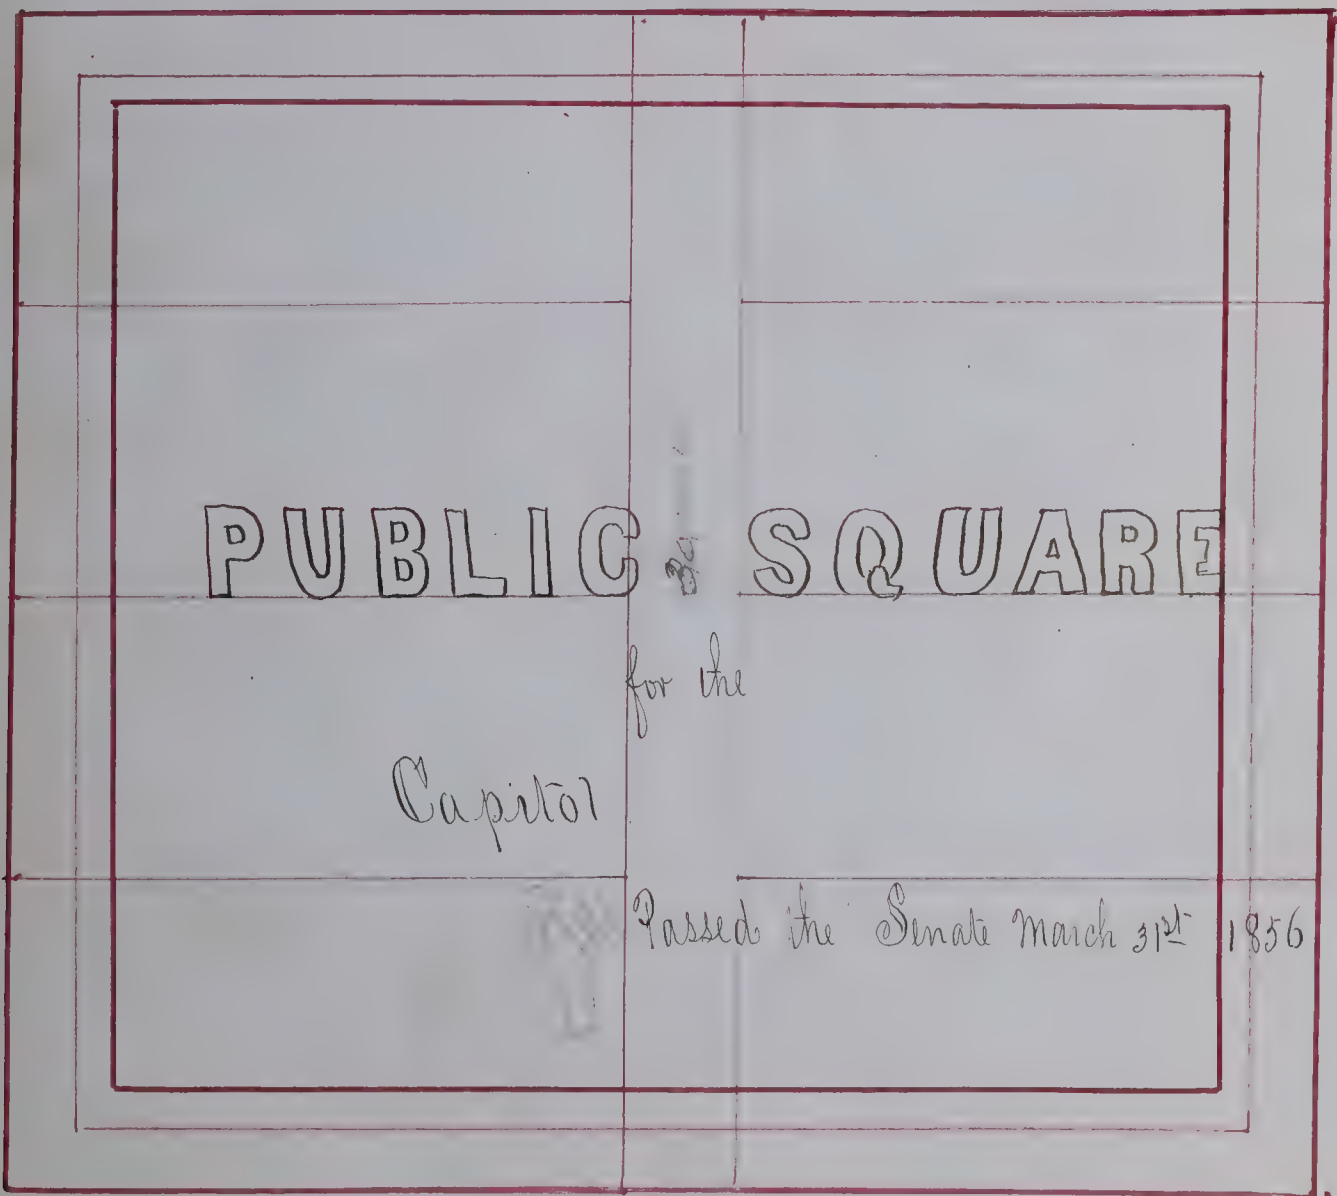 PUBLIC SQUARE
for the
Capitol
Passed the Senate March 31st 1856